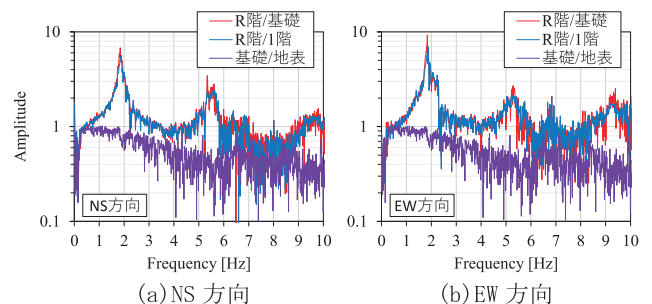 R階/基礎
R階/1階
基礎/地表
10
1
0.1
Amplitude
NS方向
0 1 2 3 4 5 6 7 8 9 10
Frequency [Hz]
(a)NS 方向
R階/基礎
R階/1階
基礎/地表
10
1
0.1
EW方向
0 1 2 3 4 5 6 7 8 9 10
Frequency [Hz]
(b)EW 方向